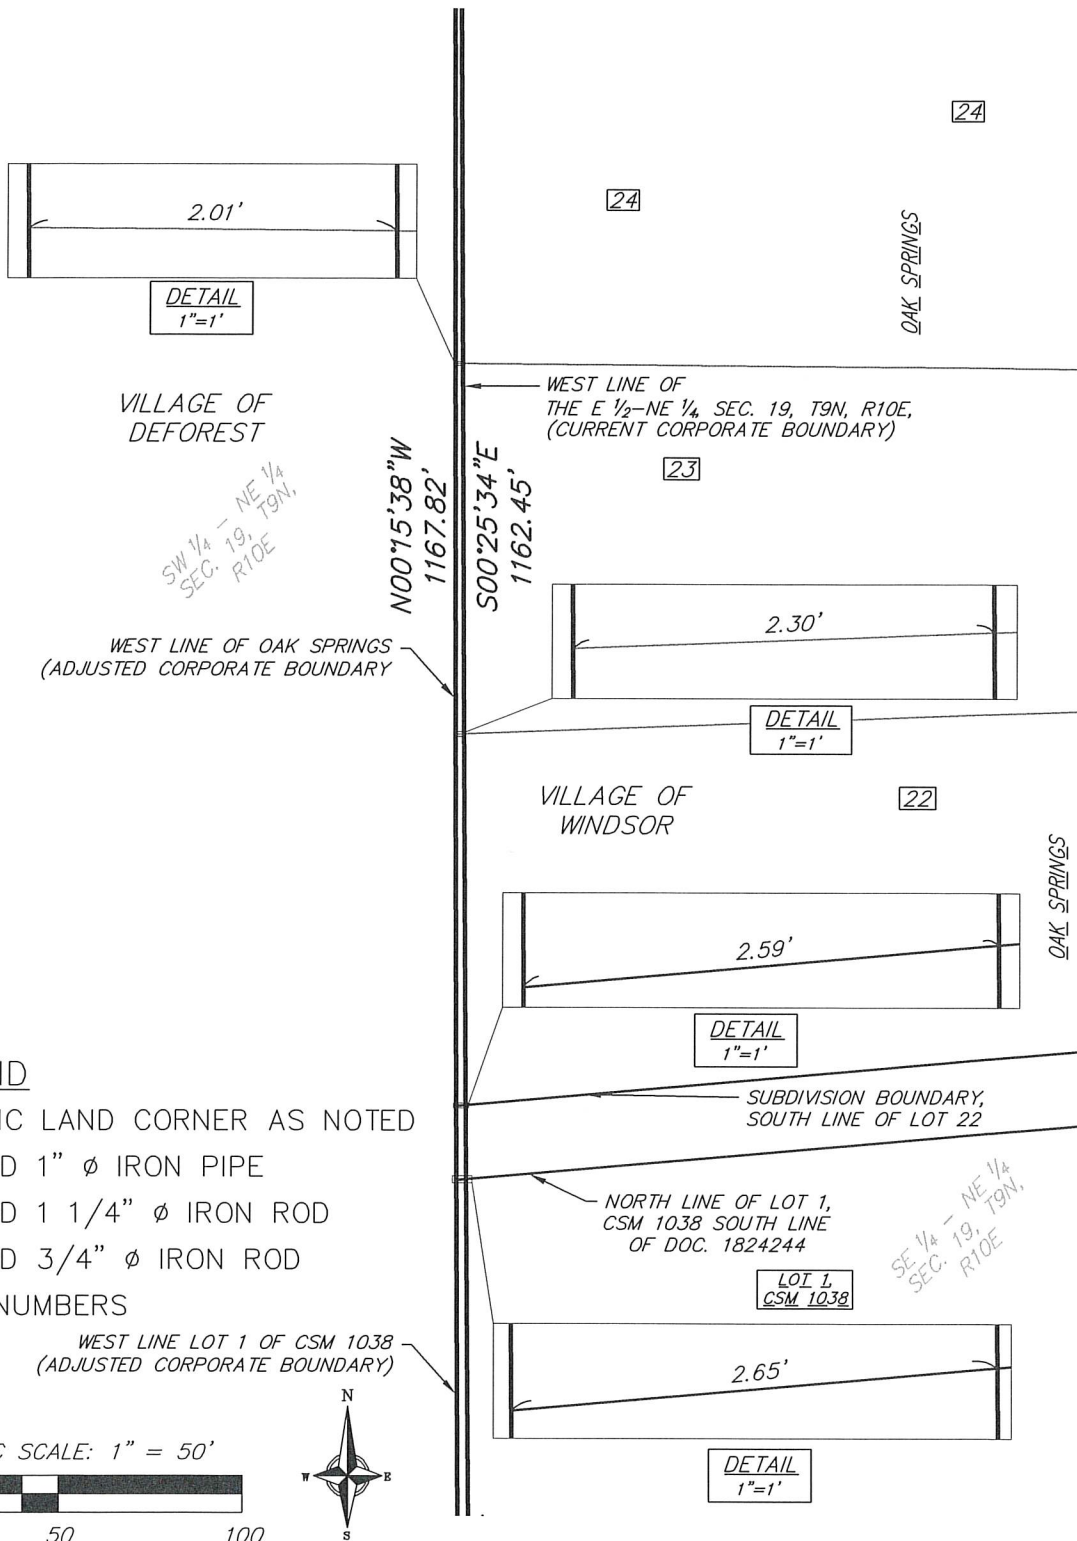 24
24
OAK SPRINGS
2.01'
DETAIL
1"=1'
WEST LINE OF
THE E ½-NE ¼, SEC. 19, T9N, R10E,
(CURRENT CORPORATE BOUNDARY)
VILLAGE OF
DEFOREST
SW 1/4 - NE 1/4
SEC. 19, T9N,
R10E
N00°15'38"W
1167.82'
S00°25'34"E
1162.45'
23
2.30'
DETAIL
1"=1'
WEST LINE OF OAK SPRINGS
(ADJUSTED CORPORATE BOUNDARY
VILLAGE OF
WINDSOR
22
OAK SPRINGS
2.59'
DETAIL
1"=1'
SUBDIVISION BOUNDARY,
SOUTH LINE OF LOT 22
NORTH LINE OF LOT 1,
CSM 1038 SOUTH LINE
OF DOC. 1824244
SE 1/4 - NE 1/4
SEC. 19, T9N,
R10E
LOT 1,
CSM 1038
2.65'
DETAIL
1"=1'
ND
IC LAND CORNER AS NOTED
D 1" ø IRON PIPE
D 1 1/4" ø IRON ROD
D 3/4" ø IRON ROD
NUMBERS
WEST LINE LOT 1 OF CSM 1038
(ADJUSTED CORPORATE BOUNDARY)
C SCALE: 1" = 50'
50 100
N
W E
S